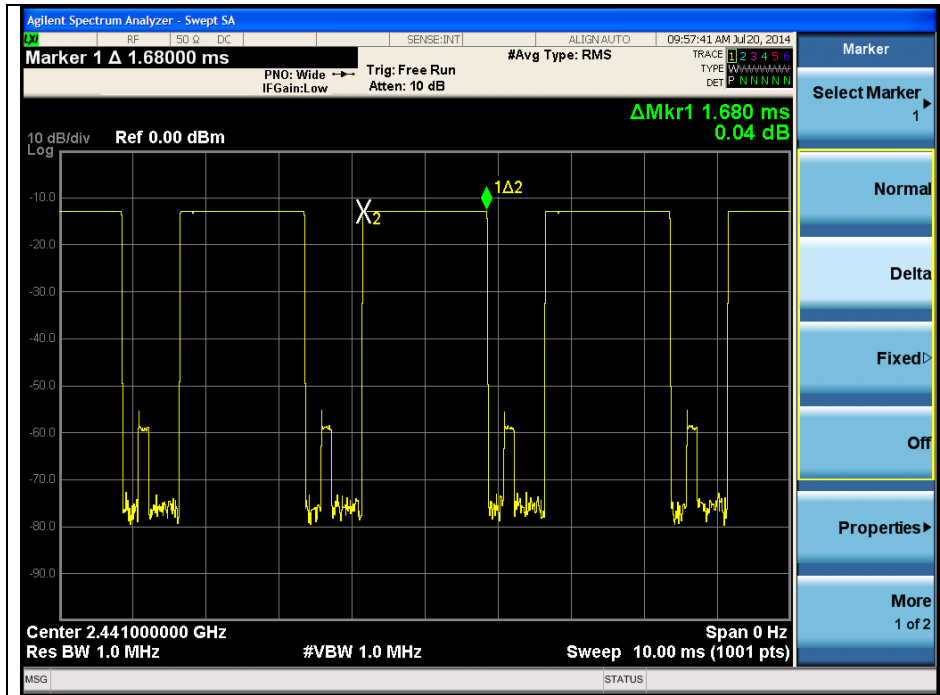 Agilent Spectrum Analyzer - Swept SA
LXI RF 50 Ω DC SENSE:INT ALIGN AUTO 09:57:41 AM Jul 20, 2014
Marker 1 Δ 1.68000 ms
PNO: Wide
IFGain:Low
Trig: Free Run
Atten: 10 dB
#Avg Type: RMS
TRACE 1 2 3 4 5 6
TYPE WWWWWW
DET P N N N N N
ΔMkr1 1.680 ms
0.04 dB
10 dB/div Ref 0.00 dBm
Log
-10.0
-20.0
-30.0
-40.0
-50.0
-60.0
-70.0
-80.0
-90.0
X2
1Δ2
Center 2.441000000 GHz
Span 0 Hz
Res BW 1.0 MHz
#VBW 1.0 MHz
Sweep 10.00 ms (1001 pts)
MSG
STATUS
Marker
Select Marker
1
Normal
Delta
Fixed
Off
Properties
More
1 of 2